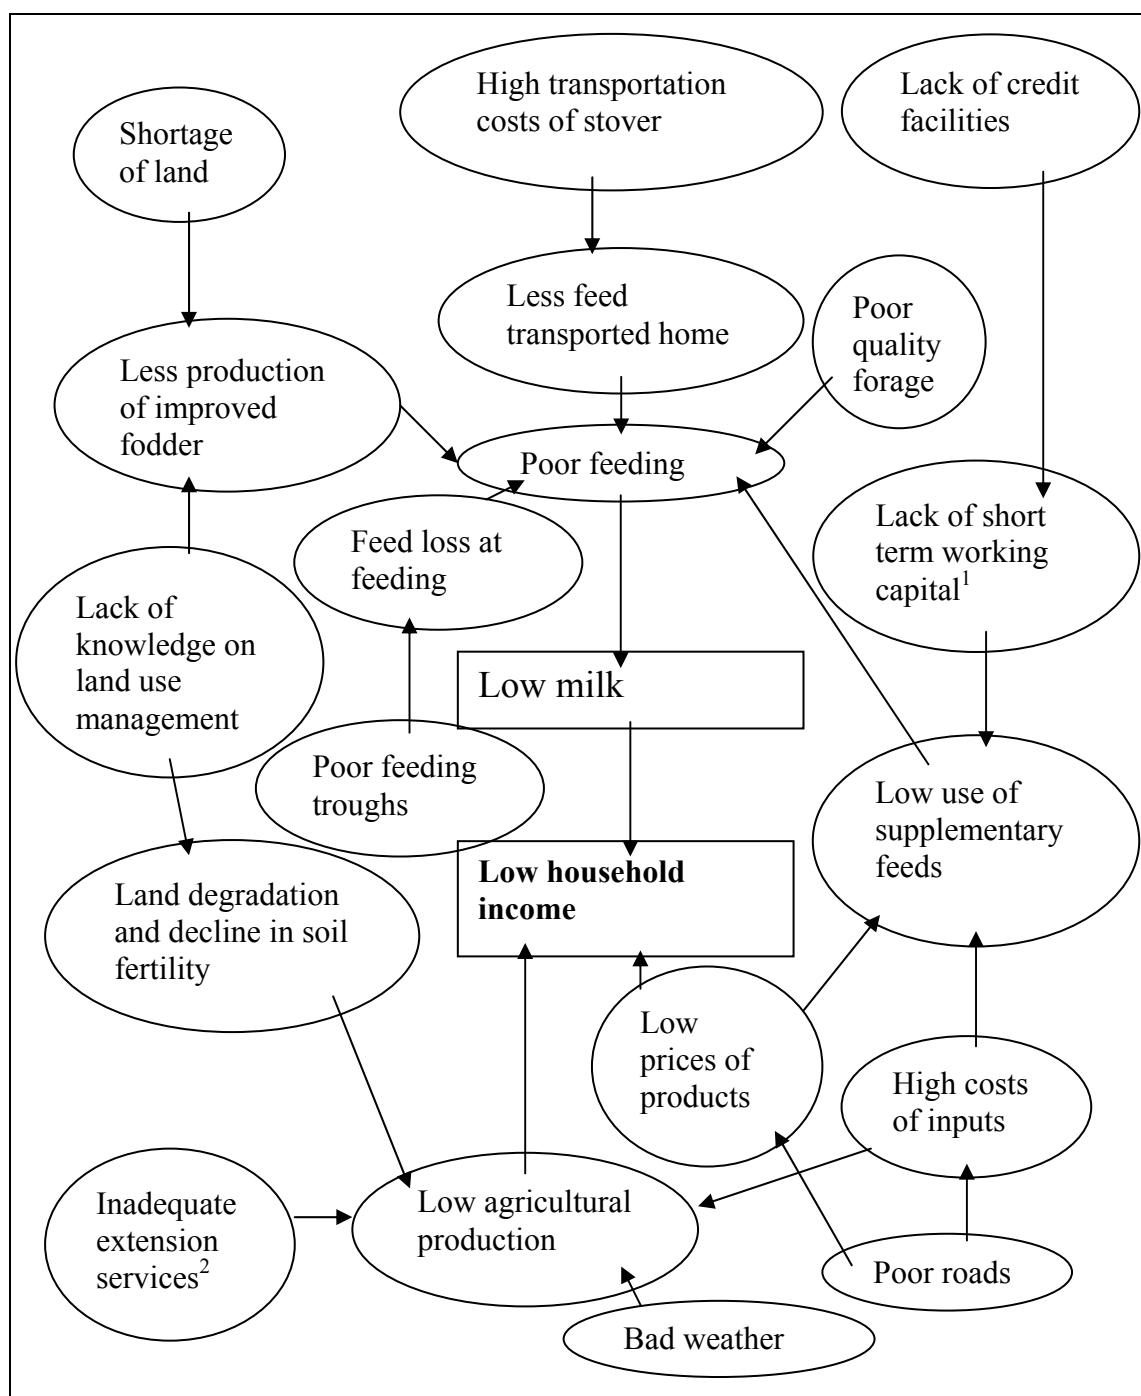 High transportation
costs of stover
Lack of credit
facilities
Shortage
of land
Less feed
transported home
Poor
quality
forage
Less production
of improved
fodder
Poor feeding
Feed loss at
feeding
Lack of short
term working
capital1
Lack of
knowledge on
land use
management
Low milk
Poor feeding
troughs
Low use of
supplementary
feeds
Low household
income
Land degradation
and decline in soil
fertility
Low
prices of
products
High costs
of inputs
Inadequate
extension
services2
Low agricultural
production
Poor roads
Bad weather